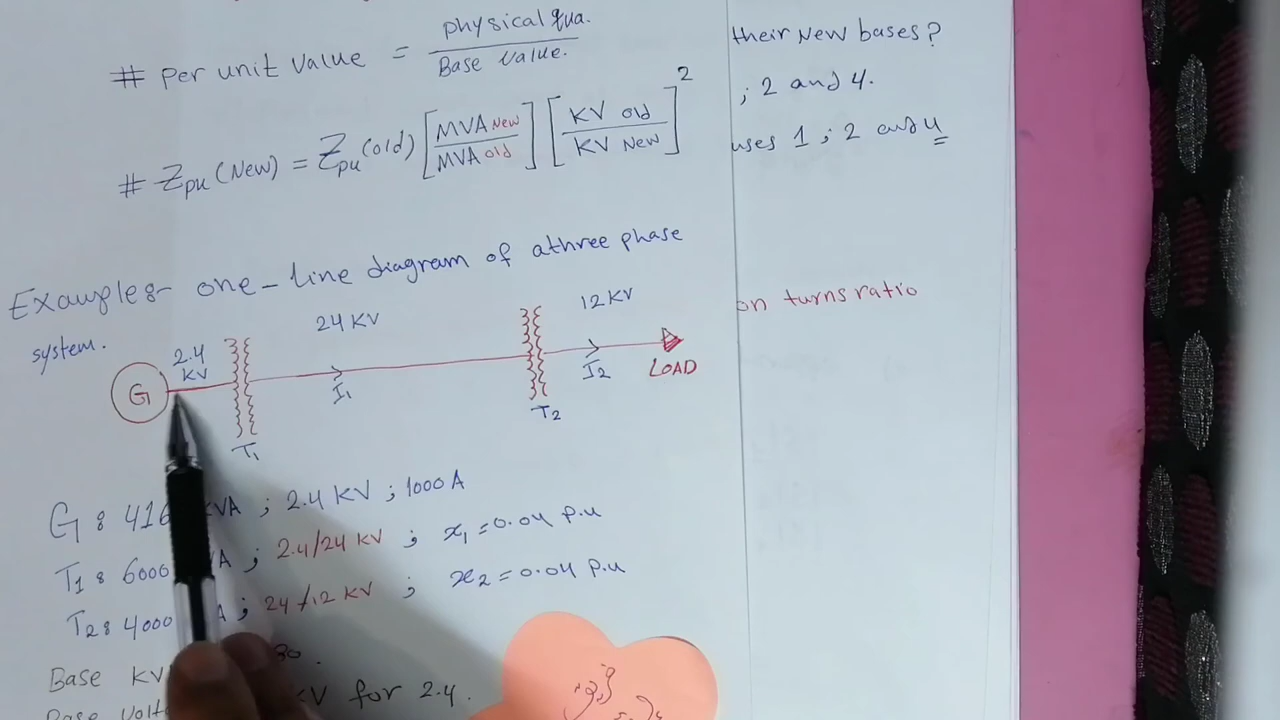 # per unit value = physical qua. / Base value.
their New bases?
; 2 and 4.
# Zpu (New) = Zpu (old) [MVA New / MVA old] [KV old / KV New]²
uses 1 ; 2 and 4
Example:- one-line diagram of a three phase
system.
on turns ratio
24 KV
12 KV
2.4
KV
G
I1
I2
LOAD
T1
T2
G : 416 KVA ; 2.4 KV ; 1000 A
T1 : 6000 A ; 2.4/24 KV ; x1 = 0.04 p.u
T2 : 4000 A ; 24/12 KV ; x2 = 0.04 p.u
Base KV
KV for 2.4.